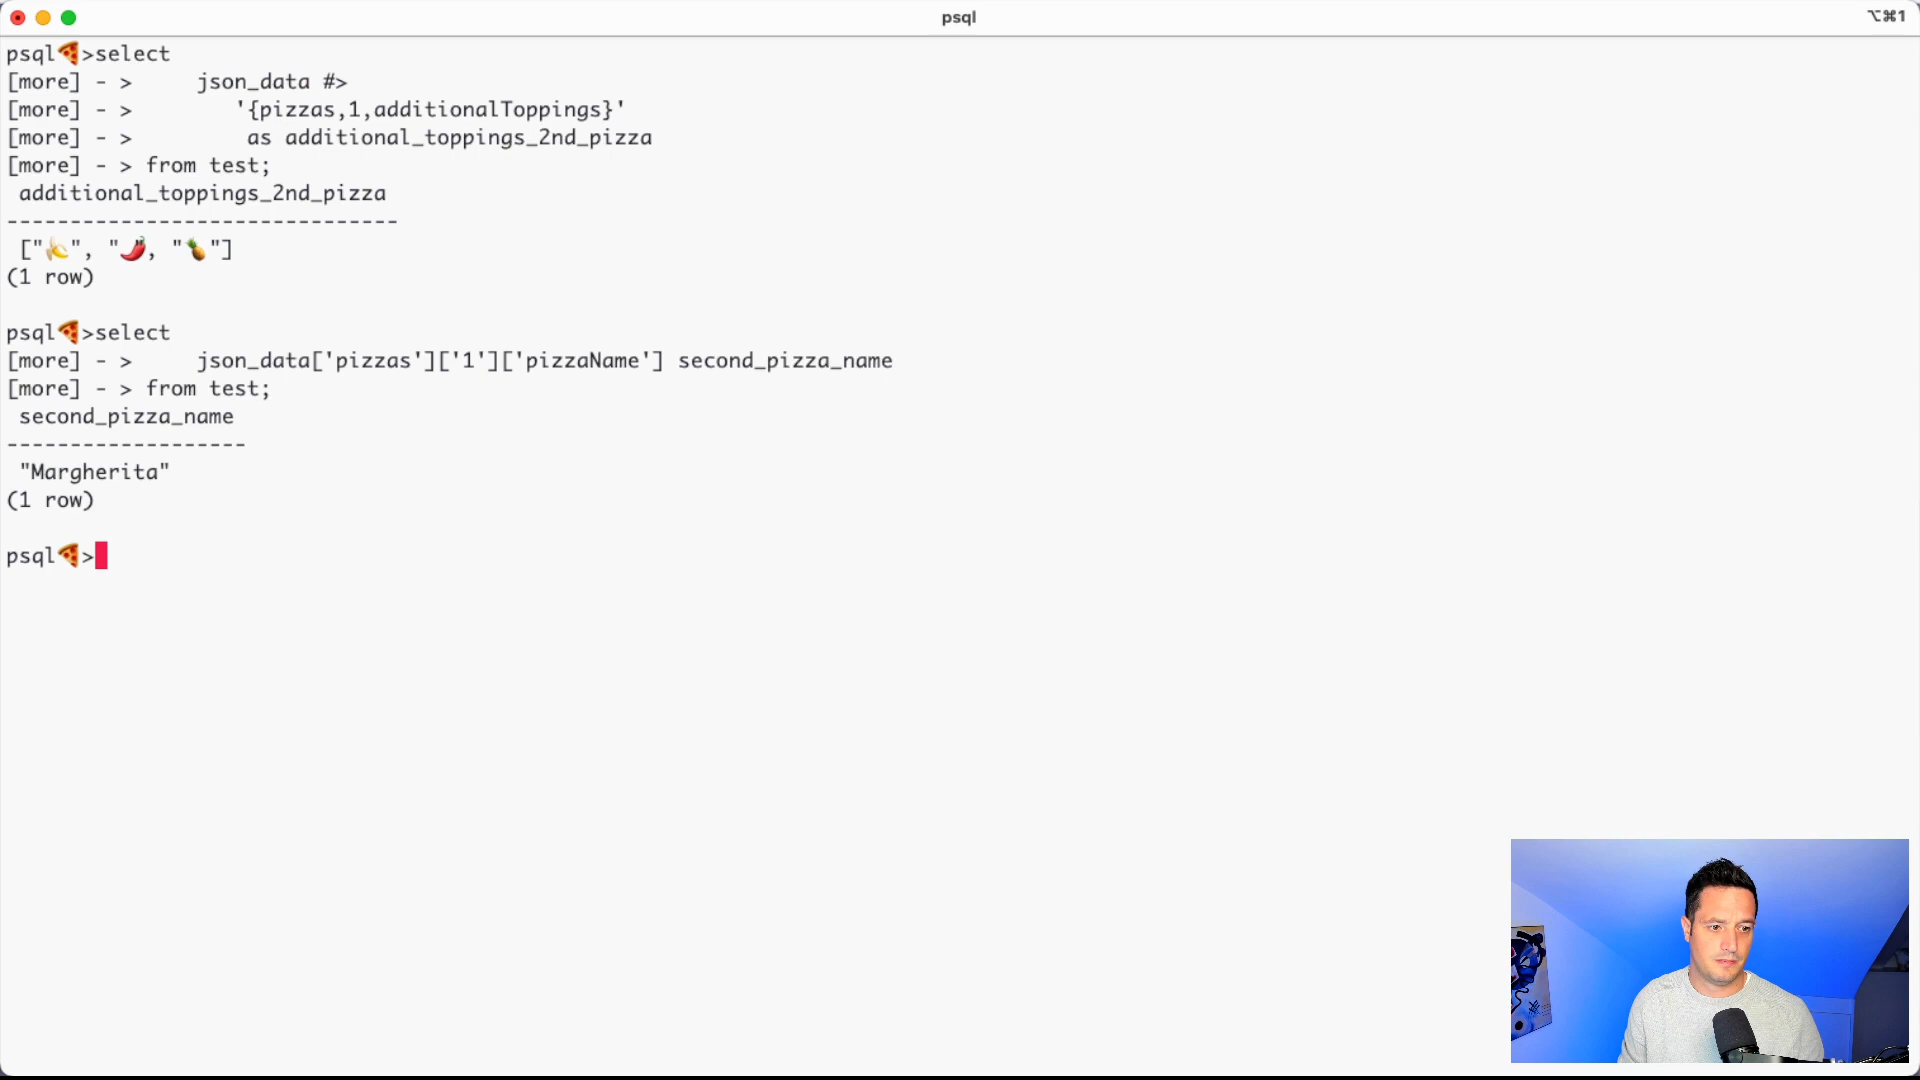 psql
⌥⌘1
psql🍕>select
[more] - >     json_data #>
[more] - >        '{pizzas,1,additionalToppings}'
[more] - >         as additional_toppings_2nd_pizza
[more] - > from test;
 additional_toppings_2nd_pizza
-------------------------------
 ["🍌", "🌶, "🍍"]
(1 row)
psql🍕>select
[more] - >     json_data['pizzas']['1']['pizzaName'] second_pizza_name
[more] - > from test;
 second_pizza_name
-------------------
 "Margherita"
(1 row)
psql🍕>